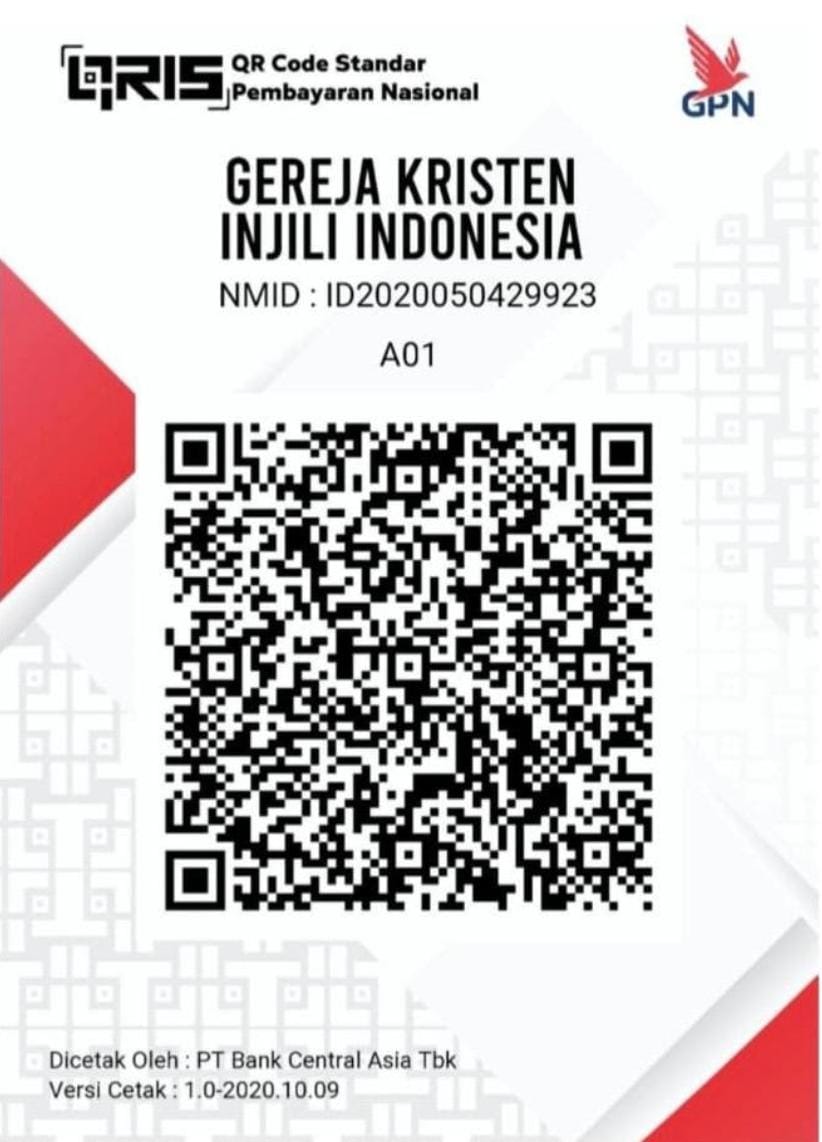 QRIS QR Code Standar
Pembayaran Nasional
GPN
GEREJA KRISTEN
INJILI INDONESIA
NMID : ID2020050429923
A01
Dicetak Oleh : PT Bank Central Asia Tbk
Versi Cetak : 1.0-2020.10.09